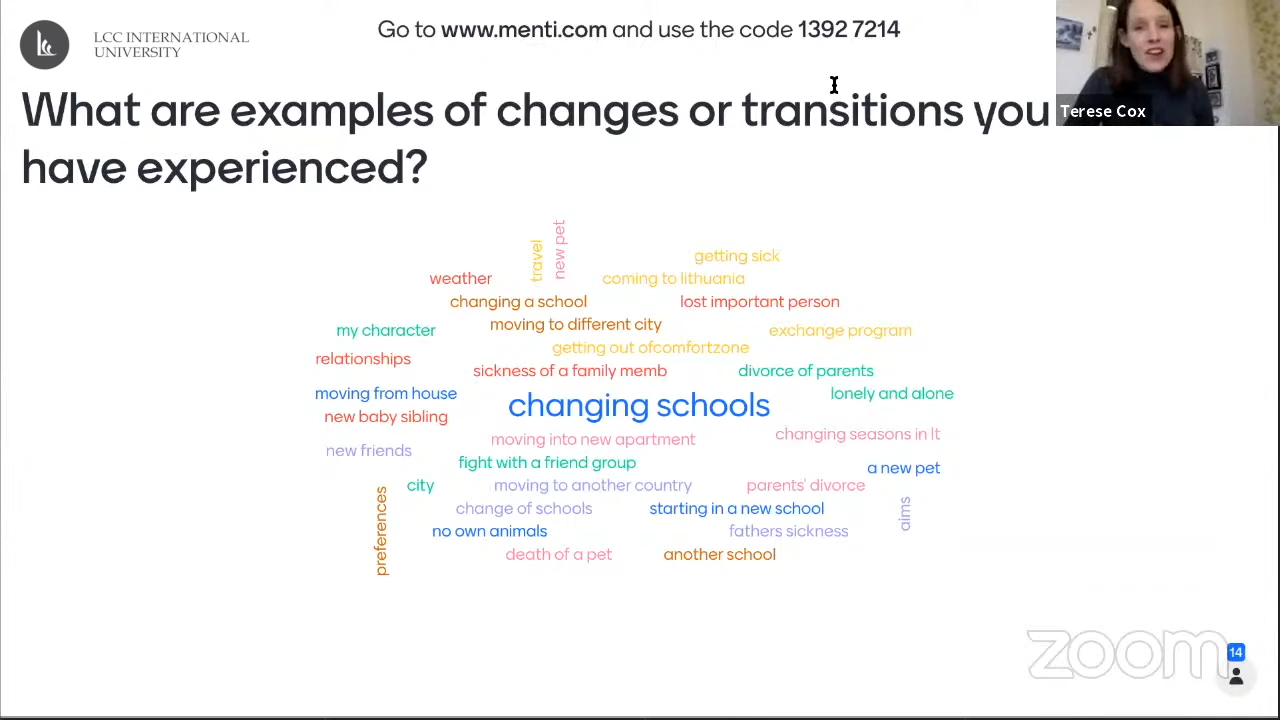 LCC INTERNATIONAL
UNIVERSITY
Go to www.menti.com and use the code 1392 7214
Terese Cox
What are examples of changes or transitions you
have experienced?
travel
new pet
getting sick
weather
coming to lithuania
changing a school
lost important person
moving to different city
my character
exchange program
getting out ofcomfortzone
relationships
sickness of a family memb
divorce of parents
moving from house
lonely and alone
changing schools
new baby sibling
moving into new apartment
changing seasons in lt
new friends
fight with a friend group
a new pet
city
moving to another country
parents' divorce
preferences
change of schools
starting in a new school
aims
no own animals
fathers sickness
death of a pet
another school
zoom
14